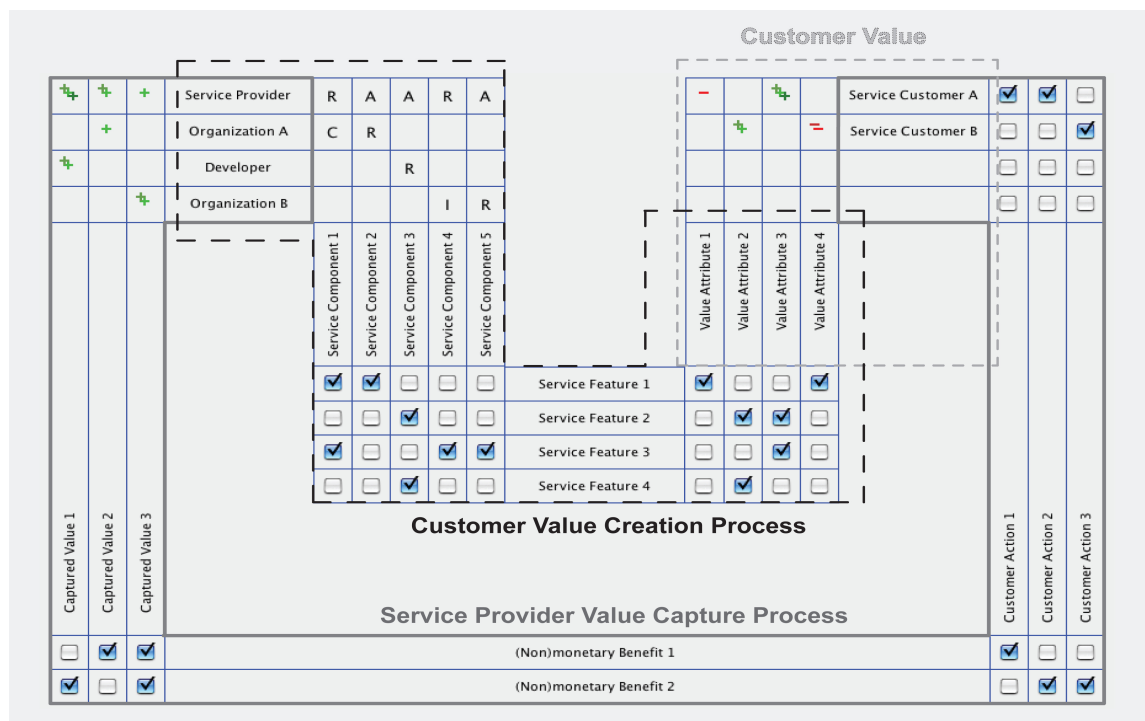 Customer Value
Service Provider R A A R A
Service Customer A
Organization A C R
Service Customer B
Developer R
Organization B I R
Service Component 1
Service Component 2
Service Component 3
Service Component 4
Service Component 5
Value Attribute 1
Value Attribute 2
Value Attribute 3
Value Attribute 4
Service Feature 1
Service Feature 2
Service Feature 3
Service Feature 4
Customer Value Creation Process
Captured Value 1
Captured Value 2
Captured Value 3
Customer Action 1
Customer Action 2
Customer Action 3
Service Provider Value Capture Process
(Non)monetary Benefit 1
(Non)monetary Benefit 2